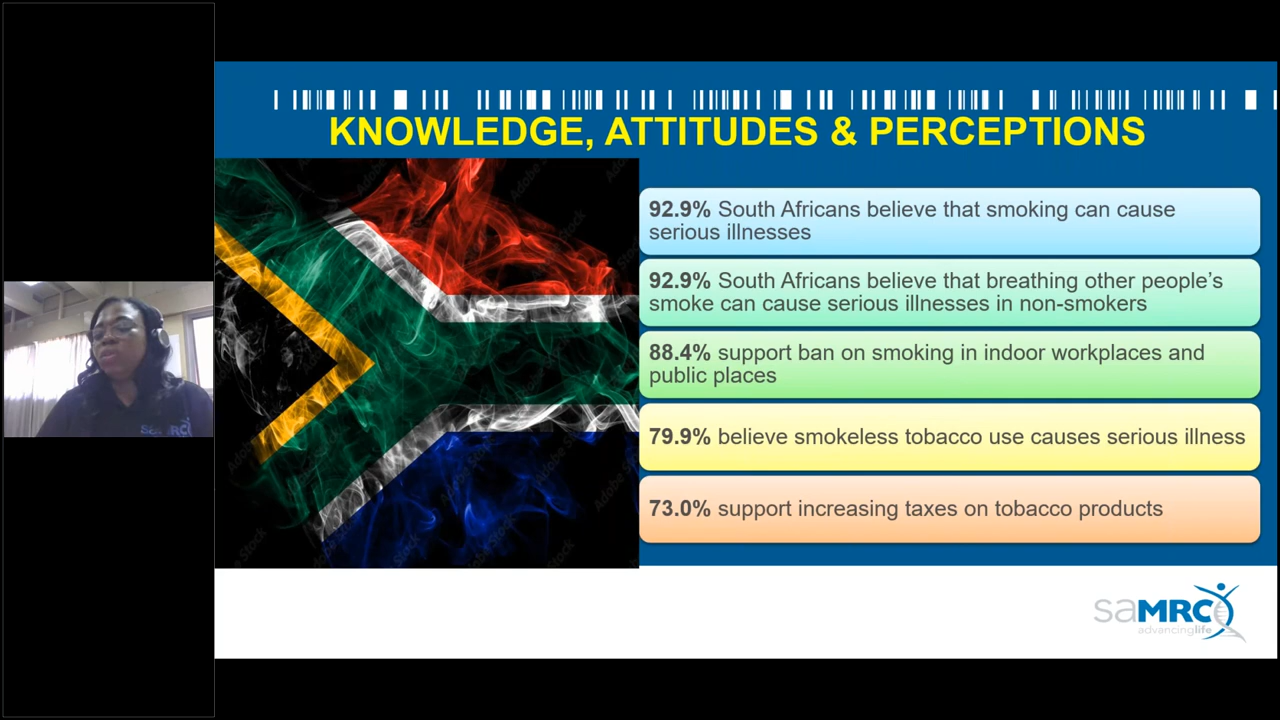 KNOWLEDGE, ATTITUDES & PERCEPTIONS
92.9% South Africans believe that smoking can cause
serious illnesses
92.9% South Africans believe that breathing other people’s
smoke can cause serious illnesses in non-smokers
88.4% support ban on smoking in indoor workplaces and
public places
79.9% believe smokeless tobacco use causes serious illness
73.0% support increasing taxes on tobacco products
saMRC
advancinglife
saMRC
Adobe Stock